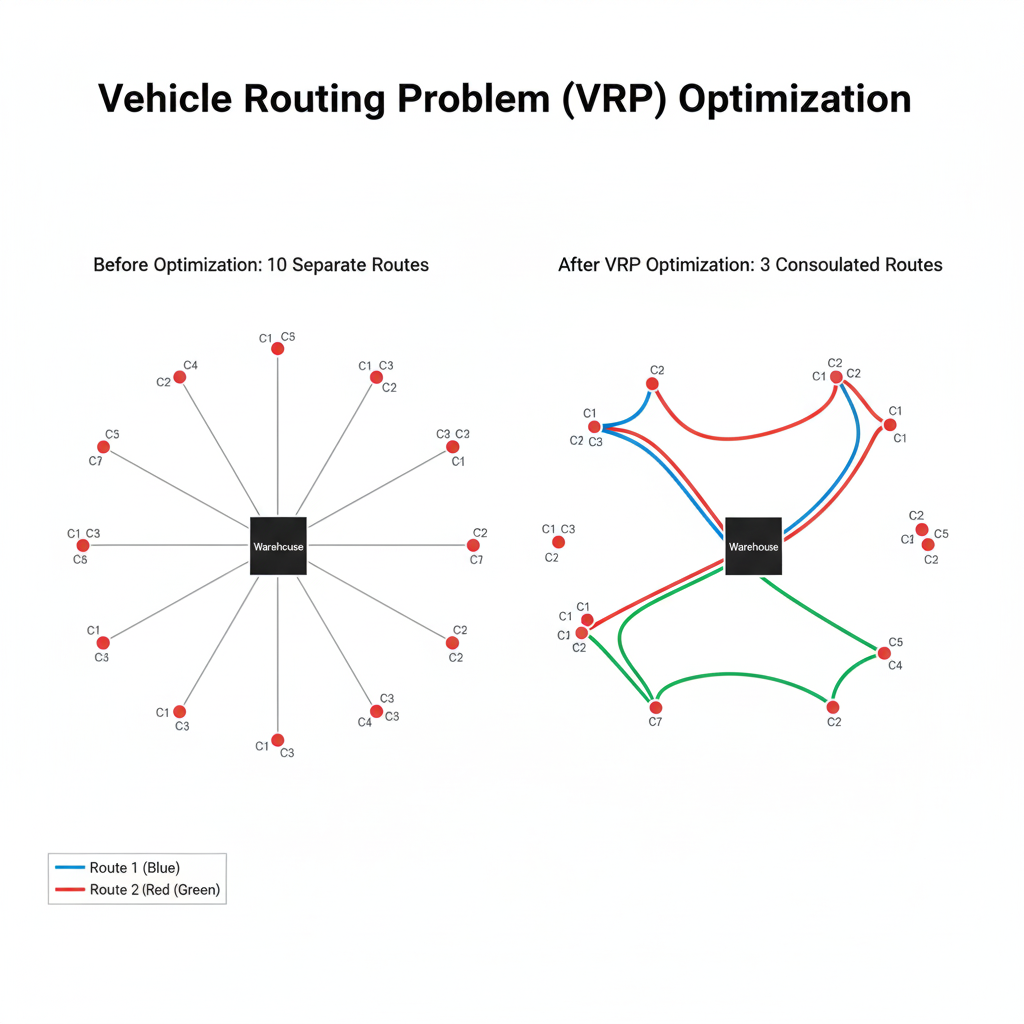 Vehicle Routing Problem (VRP) Optimization
Before Optimization: 10 Separate Routes
After VRP Optimization: 3 Consoulated Routes
C1 C6
C4
C2
C1 C3
C2
C5
C7
C3 C3
C1
C1 C3
C6
Warehcuse
C2
C7
C1
C3
C2
C2
C1
C3
C3
C4 C3
C1
C3
C2
C2
C1 C2
C1
C2 C3
C1
C1
C1 C3
C2
Warehouse
C2
C1 C5
C2
C1
C1
C1
C2
C5
C4
C7
C2
Route 1 (Blue)
Route 2 (Red (Green)